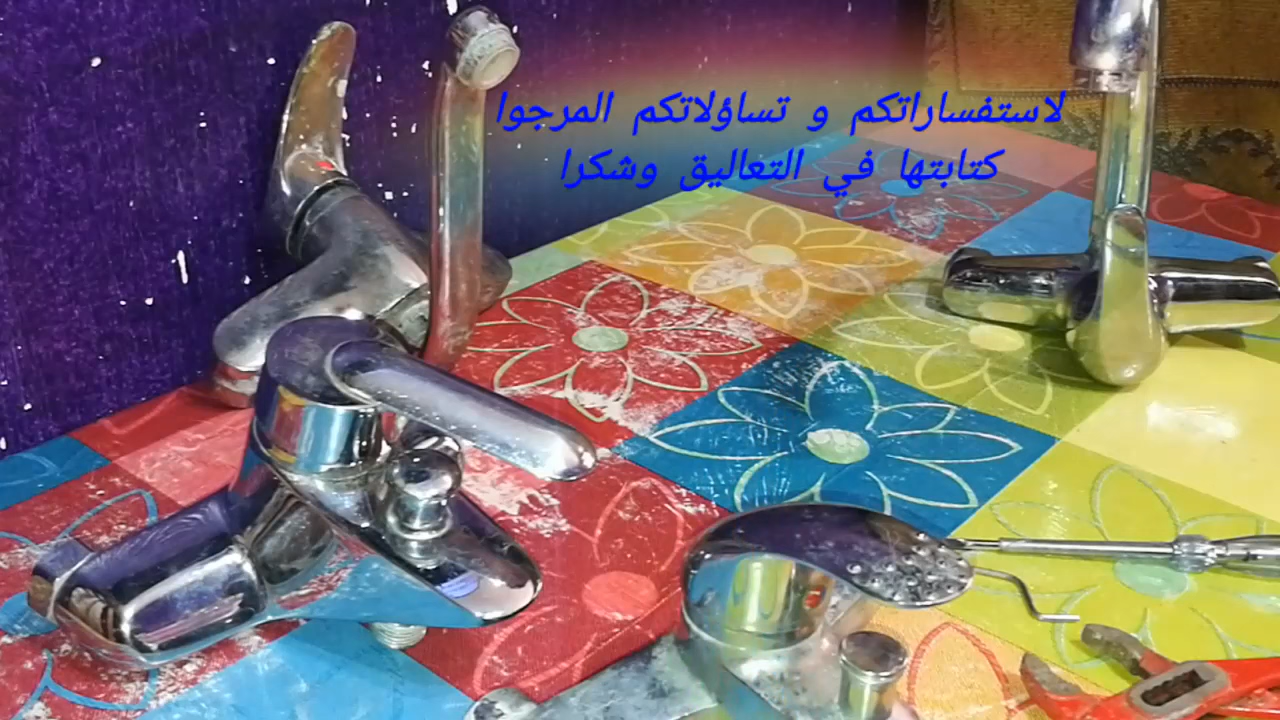 لاستفساراتكم و تساؤلاتكم المرجوا
كتابتها في التعاليق وشكرا